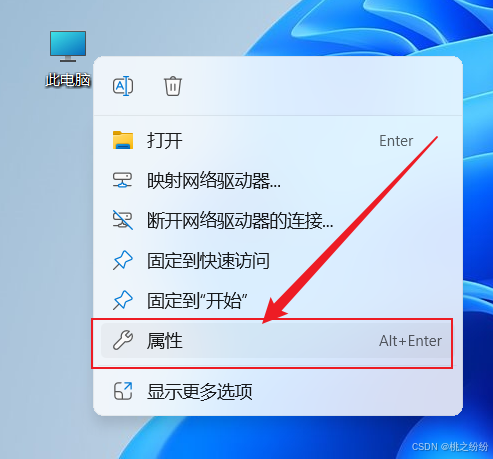 此电脑
打开 Enter
映射网络驱动器...
断开网络驱动器的连接...
固定到快速访问
固定到"开始"
属性 Alt+Enter
显示更多选项
CSDN @桃之纷纷